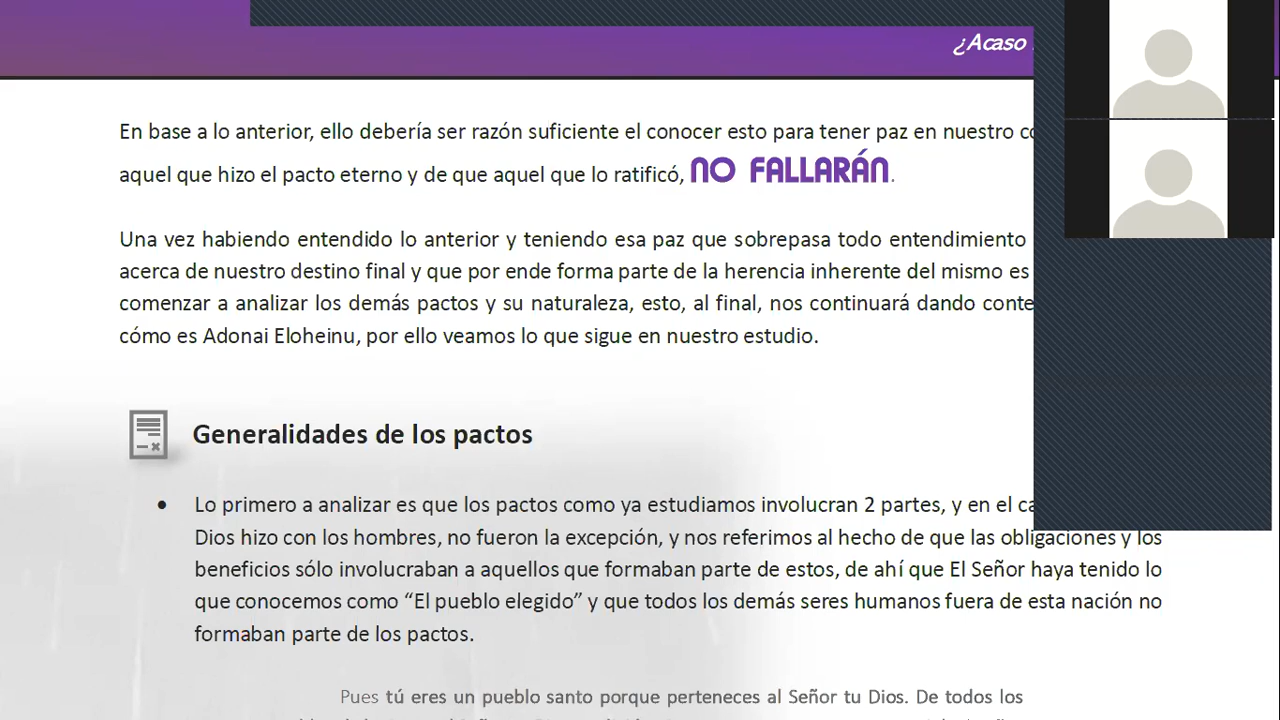 ¿Acaso
En base a lo anterior, ello debería ser razón suficiente el conocer esto para tener paz en nuestro
aquel que hizo el pacto eterno y de que aquel que lo ratificó, NO FALLARÁN.
Una vez habiendo entendido lo anterior y teniendo esa paz que sobrepasa todo entendimiento
acerca de nuestro destino final y que por ende forma parte de la herencia inherente del mismo es
comenzar a analizar los demás pactos y su naturaleza, esto, al final, nos continuará dando
cómo es Adonai Eloheinu, por ello veamos lo que sigue en nuestro estudio.
Generalidades de los pactos
• Lo primero a analizar es que los pactos como ya estudiamos involucran 2 partes, y en el
Dios hizo con los hombres, no fueron la excepción, y nos referimos al hecho de que las obligaciones y los
beneficios sólo involucraban a aquellos que formaban parte de estos, de ahí que El Señor haya tenido lo
que conocemos como “El pueblo elegido” y que todos los demás seres humanos fuera de esta nación no
formaban parte de los pactos.
Pues tú eres un pueblo santo porque perteneces al Señor tu Dios. De todos los